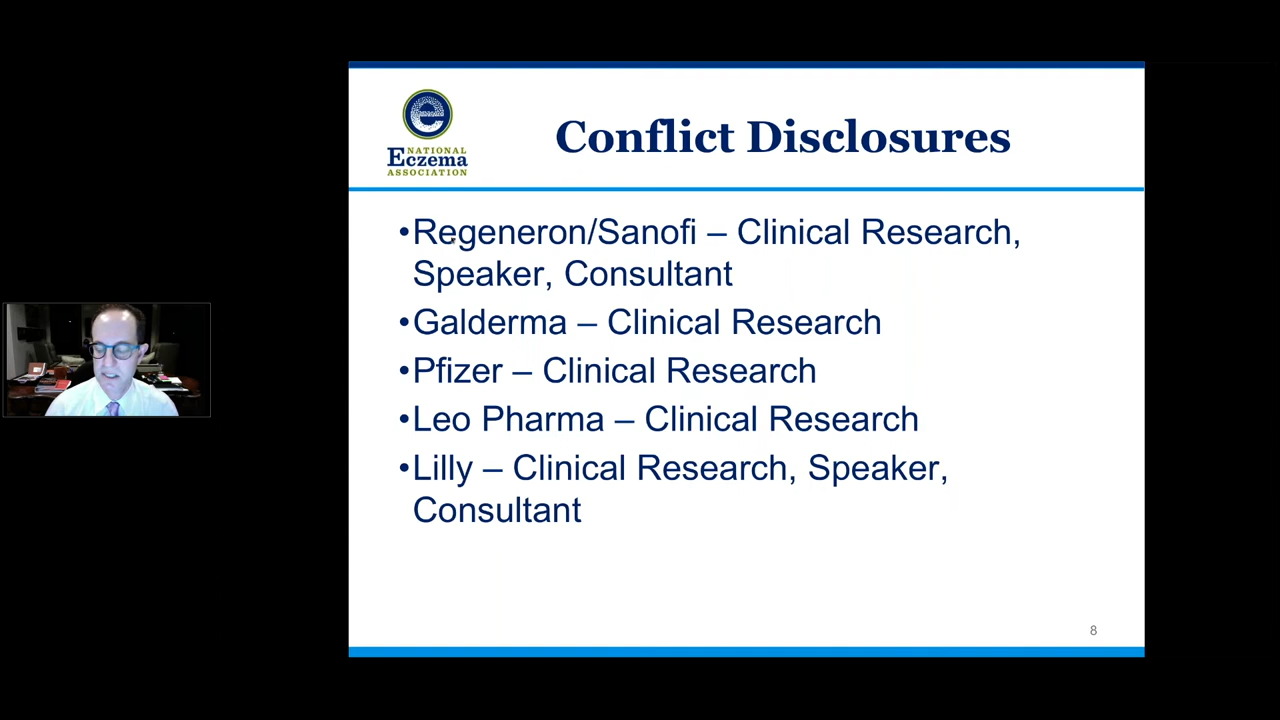 NATIONAL
Eczema
ASSOCIATION
Conflict Disclosures
•Regeneron/Sanofi – Clinical Research,
Speaker, Consultant
•Galderma – Clinical Research
•Pfizer – Clinical Research
•Leo Pharma – Clinical Research
•Lilly – Clinical Research, Speaker,
Consultant
8